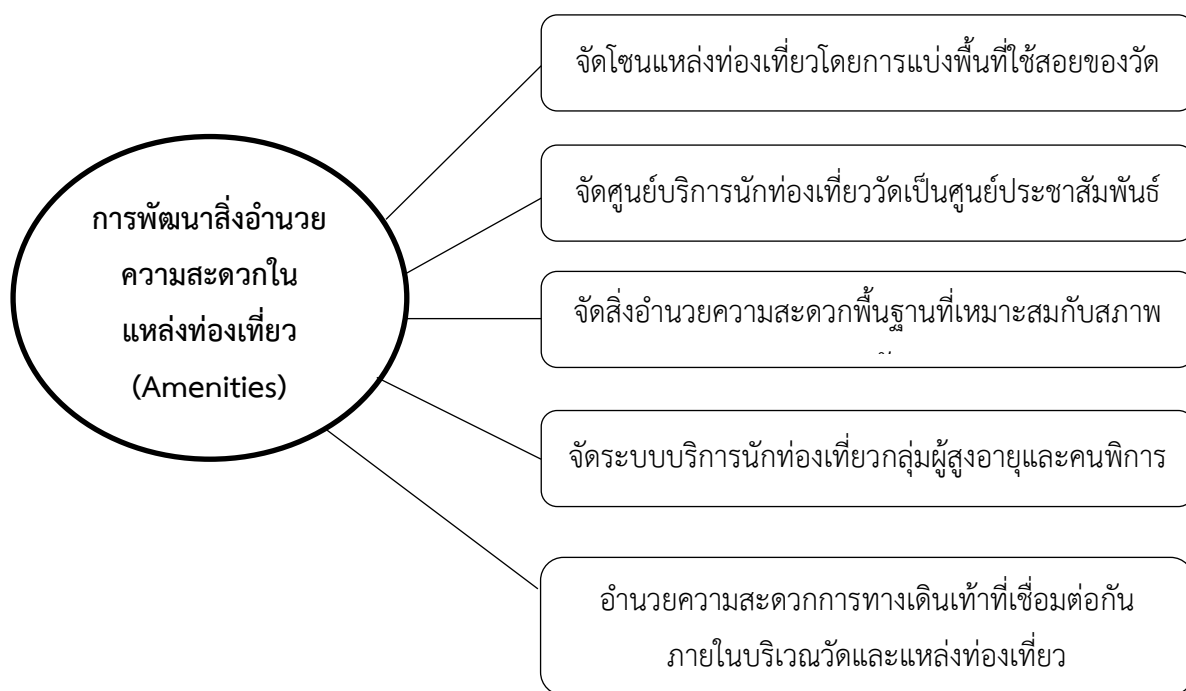 การพัฒนาสิ่งอำนวย
ความสะดวกใน
แหล่งท่องเที่ยว
(Amenities)
จัดโซนแหล่งท่องเที่ยวโดยการแบ่งพื้นที่ใช้สอยของวัด
จัดศูนย์บริการนักท่องเที่ยววัดเป็นศูนย์ประชาสัมพันธ์
จัดสิ่งอำนวยความสะดวกพื้นฐานที่เหมาะสมกับสภาพ
จัดระบบบริการนักท่องเที่ยวกลุ่มผู้สูงอายุและคนพิการ
อำนวยความสะดวกการทางเดินเท้าที่เชื่อมต่อกัน
ภายในบริเวณวัดและแหล่งท่องเที่ยว